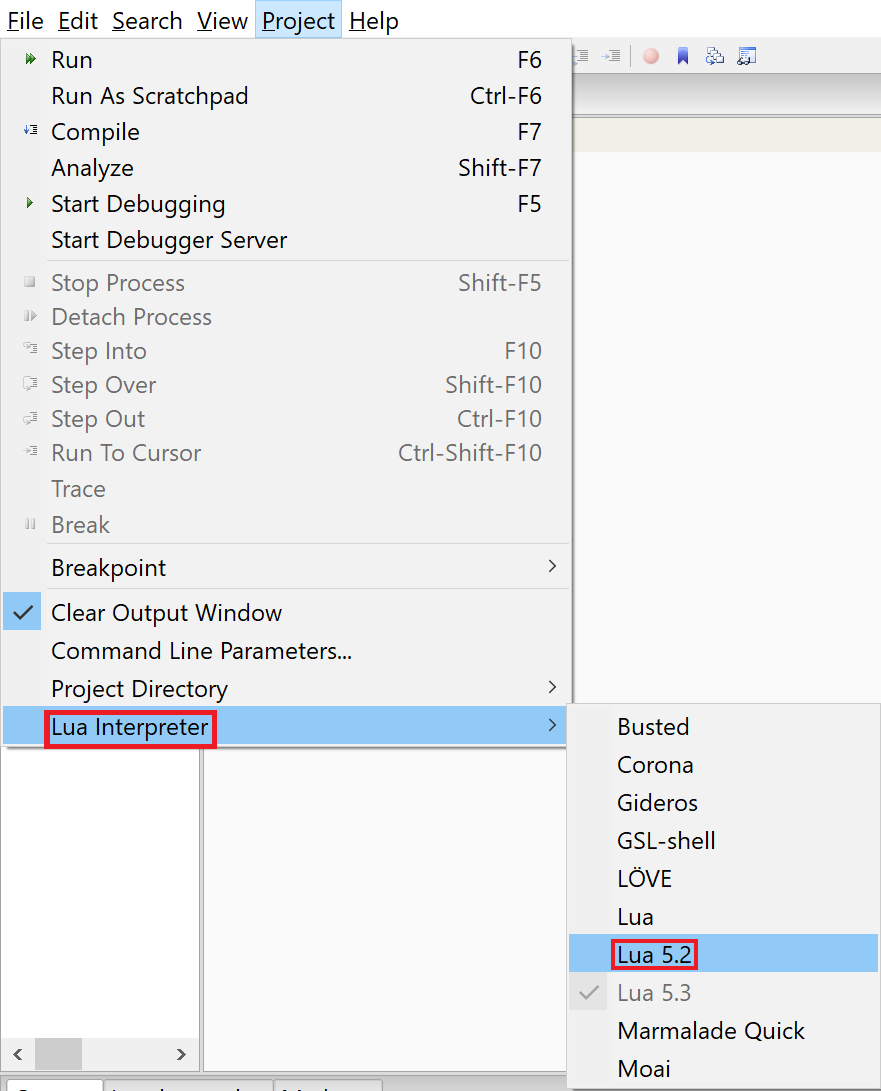 File Edit Search View Project Help
Run F6
Run As Scratchpad Ctrl-F6
Compile F7
Analyze Shift-F7
Start Debugging F5
Start Debugger Server
Stop Process Shift-F5
Detach Process
Step Into F10
Step Over Shift-F10
Step Out Ctrl-F10
Run To Cursor Ctrl-Shift-F10
Trace
Break
Breakpoint
Clear Output Window
Command Line Parameters...
Project Directory
Lua Interpreter
Busted
Corona
Gideros
GSL-shell
LÖVE
Lua
Lua 5.2
Lua 5.3
Marmalade Quick
Moai